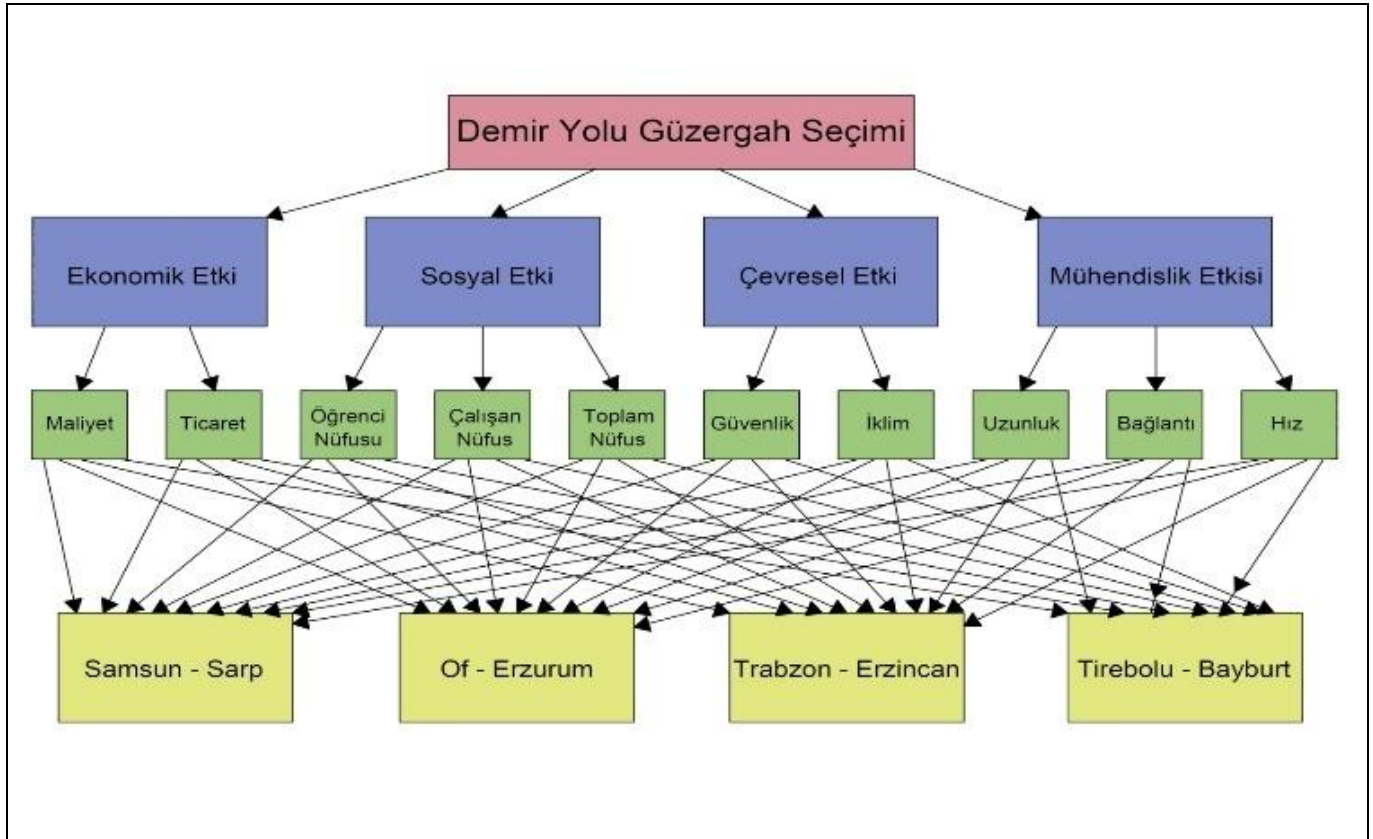 Demir Yolu Güzergah Seçimi
Ekonomik Etki
Sosyal Etki
Çevresel Etki
Mühendislik Etkisi
Maliyet
Ticaret
Öğrenci
Nüfusu
Çalışan
Nüfus
Toplam
Nüfus
Güvenlik
İklim
Uzunluk
Bağlantı
Hız
Samsun - Sarp
Of - Erzurum
Trabzon - Erzincan
Tirebolu - Bayburt